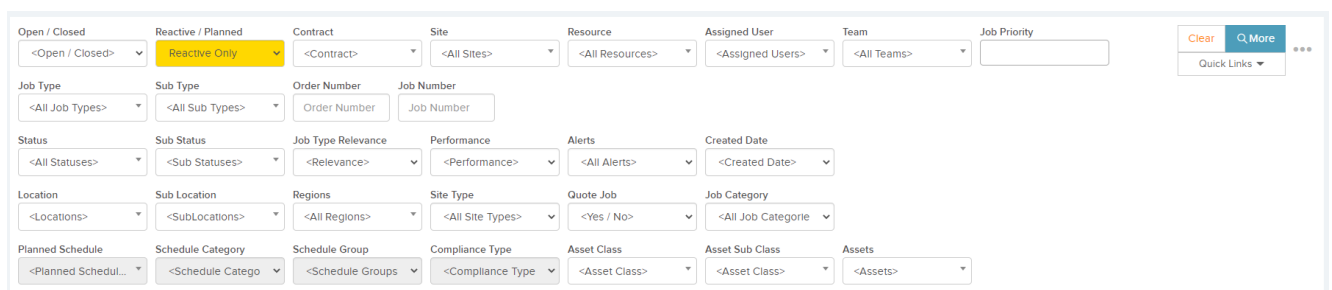 Open / Closed Reactive / Planned Contract Site Resource Assigned User Team Job Priority
<Open / Closed> Reactive Only <Contract> <All Sites> <All Resources> <Assigned Users> <All Teams> Clear More
Quick Links
Job Type Sub Type Order Number Job Number
<All Job Types> <All Sub Types> Order Number Job Number
Status Sub Status Job Type Relevance Performance Alerts Created Date
<All Statuses> <Sub Statuses> <Relevance> <Performance> <All Alerts> <Created Date>
Location Sub Location Regions Site Type Quote Job Job Category
<Locations> <SubLocations> <All Regions> <All Site Types> <Yes / No> <All Job Categorie
Planned Schedule Schedule Category Schedule Group Compliance Type Asset Class Asset Sub Class Assets
<Planned Schedul... <Schedule Catego <Schedule Groups <Compliance Type <Asset Class> <Asset Class> <Assets>